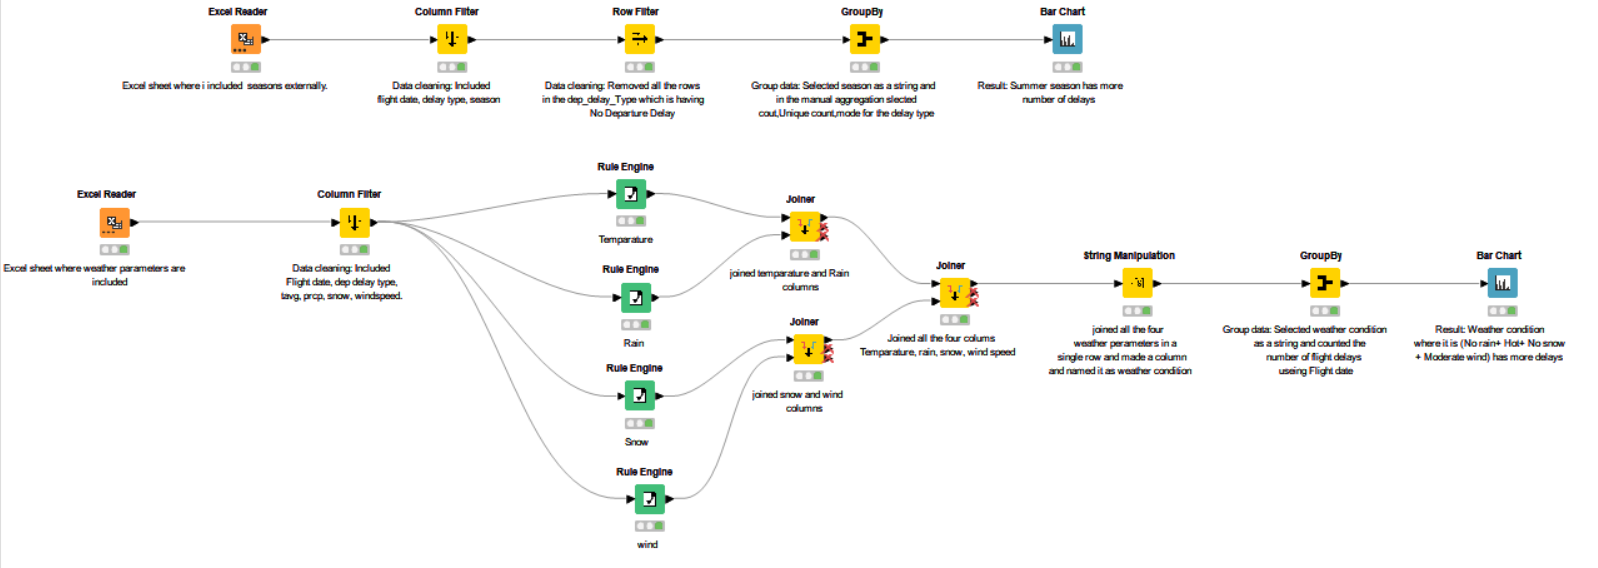 Excel Reader
Column Filter
Row Filter
GroupBy
Bar Chart
Excel sheet where i included seasons externally.
Data cleaning: Included
flight date, delay type, season
Data cleaning: Removed all the rows
in the dep_delay_Type which is having
No Departure Delay
Group data: Selected season as a string and
in the manual aggregation slected
cout,Unique count,mode for the delay type
Result: Summer season has more
number of delays
Excel Reader
Excel sheet where weather parameters are
included
Column Filter
Data cleaning: Included
Flight date, dep delay type,
tavg, prcp, snow, windspeed.
Rule Engine
Temparature
Rule Engine
Rain
Rule Engine
Snow
Rule Engine
wind
Joiner
joined temparature and Rain
columns
Joiner
joined snow and wind
columns
Joiner
Joined all the four colums
Temparature, rain, snow, wind speed
String Manipulation
joined all the four
weather perameters in a
single row and made a column
and named it as weather condition
GroupBy
Group data: Selected weather condition
as a string and counted the
number of flight delays
useing Flight date
Bar Chart
Result: Weather condition
where it is (No rain+ Hot+ No snow
+ Moderate wind) has more delays